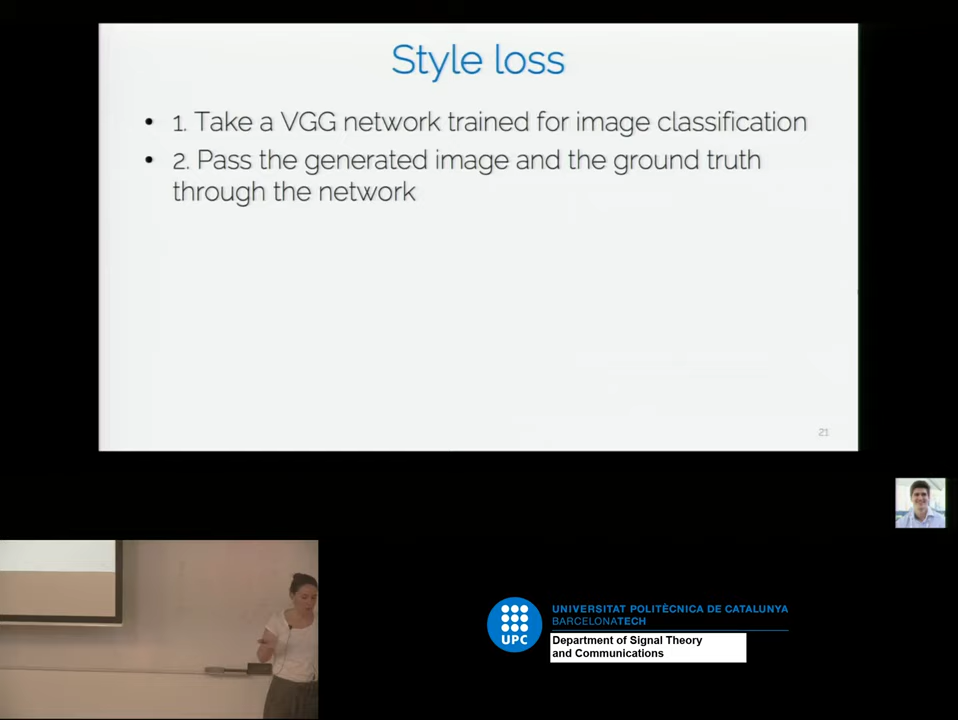 Style loss
• 1. Take a VGG network trained for image classification
• 2. Pass the generated image and the ground truth
through the network
21
UPC
UNIVERSITAT POLITÈCNICA DE CATALUNYA
BARCELONATECH
Department of Signal Theory
and Communications